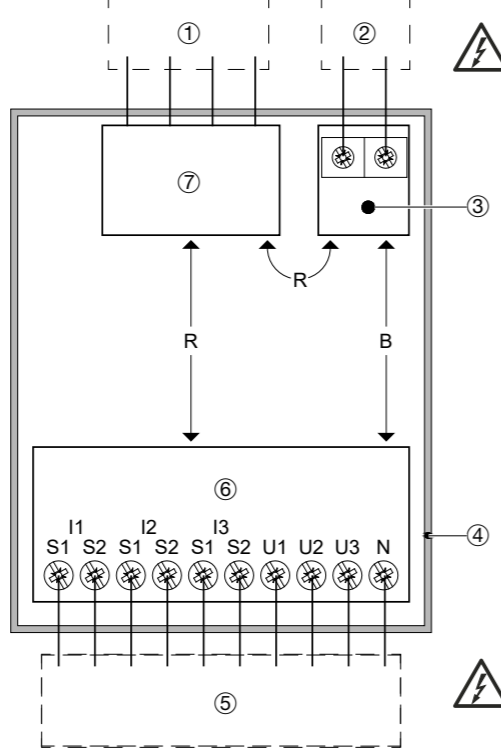 ① ②
⑦
③
R
R B
⑥
I1 I2 I3
S1 S2 S1 S2 S1 S2 U1 U2 U3 N
④
⑤